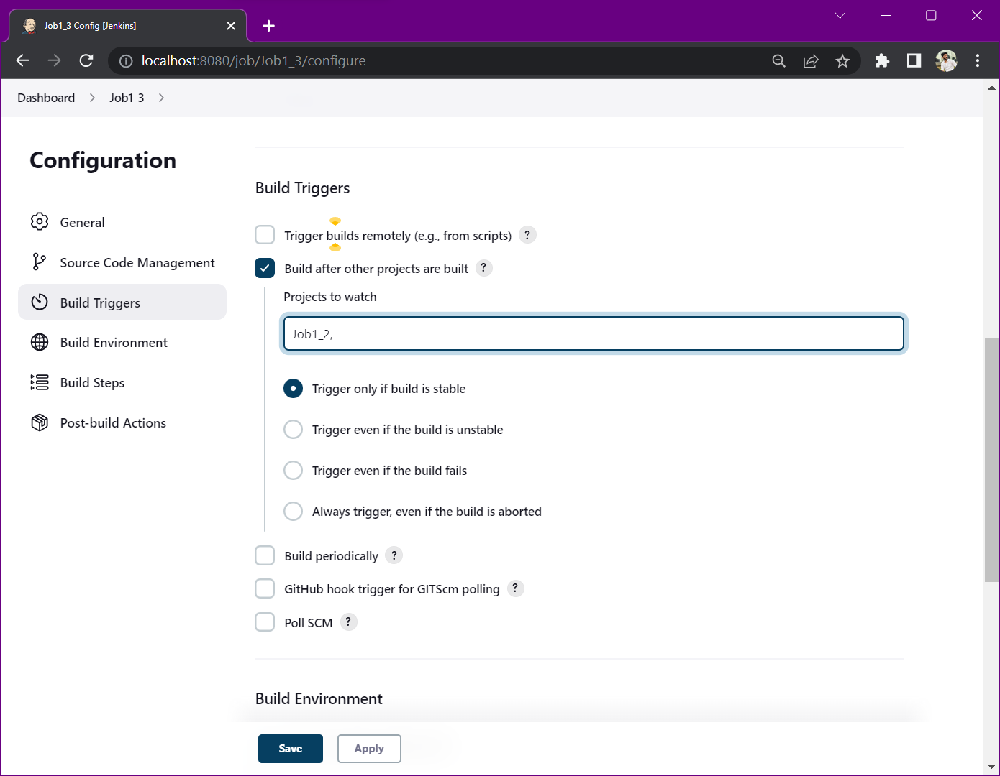 Job1_3 Config [Jenkins]
localhost:8080/job/Job1_3/configure
Dashboard > Job1_3 >
Configuration
General
Source Code Management
Build Triggers
Build Environment
Build Steps
Post-build Actions
Build Triggers
Trigger builds remotely (e.g., from scripts) ?
Build after other projects are built ?
Projects to watch
Job1_2,
Trigger only if build is stable
Trigger even if the build is unstable
Trigger even if the build fails
Always trigger, even if the build is aborted
Build periodically ?
GitHub hook trigger for GITScm polling ?
Poll SCM ?
Build Environment
Save Apply